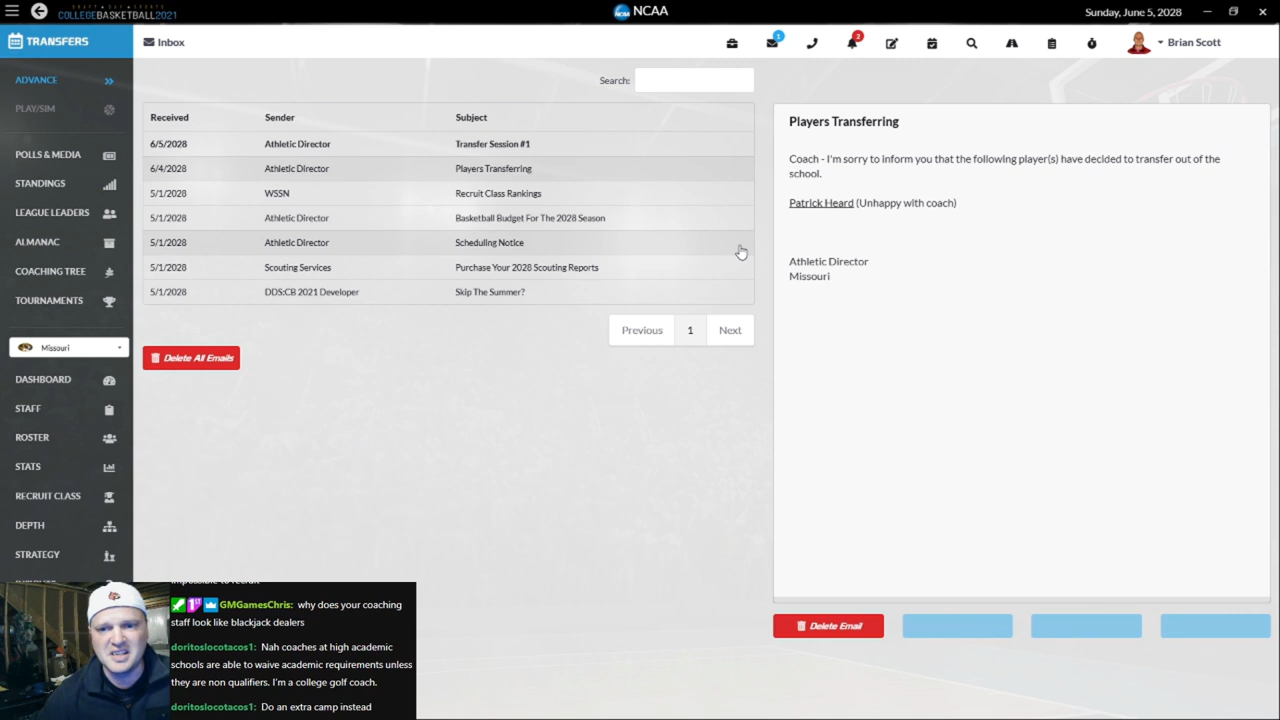 DRAFT DAY SPORTS
COLLEGEBASKETBALL2021
NCAA
Sunday, June 5, 2028
TRANSFERS
Inbox
1
2
Brian Scott
ADVANCE
PLAY/SIM
POLLS & MEDIA
STANDINGS
LEAGUE LEADERS
ALMANAC
COACHING TREE
TOURNAMENTS
Missouri
DASHBOARD
STAFF
ROSTER
STATS
RECRUIT CLASS
DEPTH
STRATEGY
Search:
Received Sender Subject
6/5/2028 Athletic Director Transfer Session #1
6/4/2028 Athletic Director Players Transferring
5/1/2028 WSSN Recruit Class Rankings
5/1/2028 Athletic Director Basketball Budget For The 2028 Season
5/1/2028 Athletic Director Scheduling Notice
5/1/2028 Scouting Services Purchase Your 2028 Scouting Reports
5/1/2028 DDS:CB 2021 Developer Skip The Summer?
Previous 1 Next
Delete All Emails
Players Transferring
Coach - I'm sorry to inform you that the following player(s) have decided to transfer out of the
school.
Patrick Heard (Unhappy with coach)
Athletic Director
Missouri
Delete Email
impossible to recruit
GMGamesChris: why does your coaching
staff look like blackjack dealers
doritoslocotacos1: Nah coaches at high academic
schools are able to waive academic requirements unless
they are non qualifiers. I'm a college golf coach.
doritoslocotacos1: Do an extra camp instead